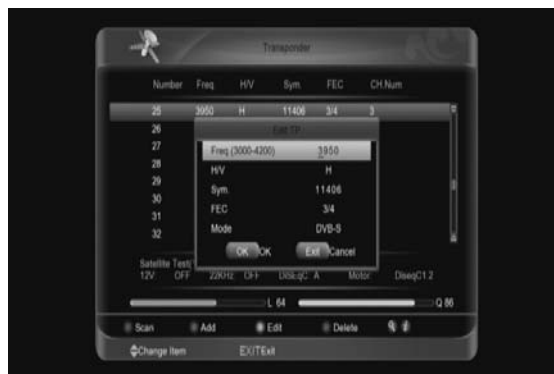 Transponder
Number Freq H/V Sym. FEC CH.Num
25 3950 H 11406 3/4 3
26
Edit TP
27
Freq (3000-4200) 3950
28
H/V H
29
Sym. 11406
30
FEC 3/4
31
Mode DVB-S
32
OK OK Exit Cancel
Satellite Test(
12V OFF 22KHz OFF DiSEqC A Motor DiseqC1.2
L 64 Q 86
Scan Add Edit Delete
Change Item EXIT Exit